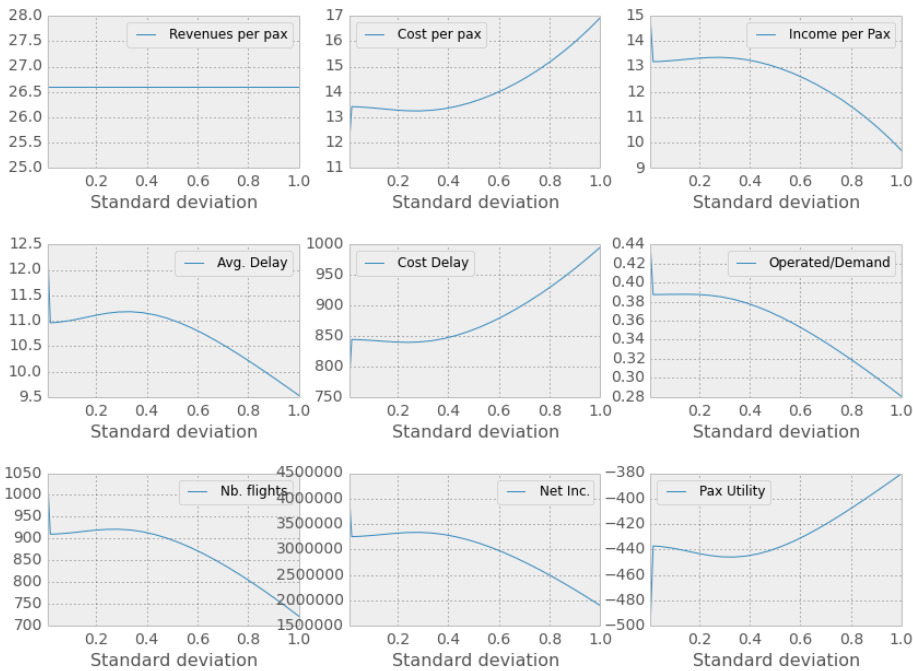 28.0
27.5
27.0
26.5
26.0
25.5
25.0
Revenues per pax
0.2 0.4 0.6 0.8 1.0
Standard deviation
17
16
15
14
13
12
11
Cost per pax
0.2 0.4 0.6 0.8 1.0
Standard deviation
15
14
13
12
11
10
9
Income per Pax
0.2 0.4 0.6 0.8 1.0
Standard deviation
12.5
12.0
11.5
11.0
10.5
10.0
9.5
Avg. Delay
0.2 0.4 0.6 0.8 1.0
Standard deviation
1000
950
900
850
800
750
Cost Delay
0.2 0.4 0.6 0.8 1.0
Standard deviation
0.44
0.42
0.40
0.38
0.36
0.34
0.32
0.30
0.28
Operated/Demand
0.2 0.4 0.6 0.8 1.0
Standard deviation
1050
1000
950
900
850
800
750
700
Nb. flights
0.2 0.4 0.6 0.8 1.0
Standard deviation
4500000
4000000
3500000
3000000
2500000
2000000
1500000
Net Inc.
0.2 0.4 0.6 0.8 1.0
Standard deviation
−380
−400
−420
−440
−460
−480
−500
Pax Utility
0.2 0.4 0.6 0.8 1.0
Standard deviation